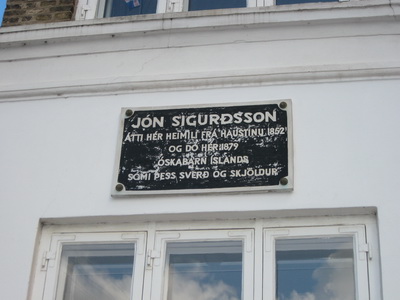 JÓN SIGURÐSSON
ÁTTI HÉR HEIMILI FRÁ HAUSTINU 1852
OG DÓ HÉR 1879
ÓSKABARN ÍSLANDS
SÓMI ÞESS SVERÐ OG SKJÖLDUR